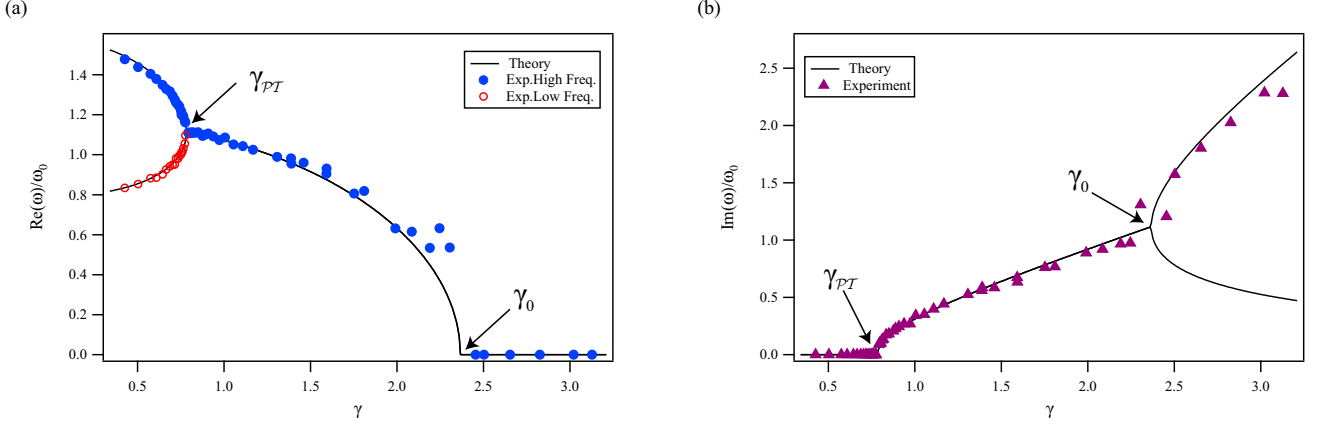 (a)
Re(ω)/ω₀
1.4
1.2
1.0
0.8
0.6
0.4
0.2
0.0
Theory
Exp.High Freq.
Exp.Low Freq.
γ𝒫𝒯
γ₀
0.5
1.0
1.5
2.0
2.5
3.0
γ
(b)
Im(ω)/ω₀
2.5
2.0
1.5
1.0
0.5
0.0
Theory
Experiment
γ₀
γ𝒫𝒯
0.5
1.0
1.5
2.0
2.5
3.0
γ